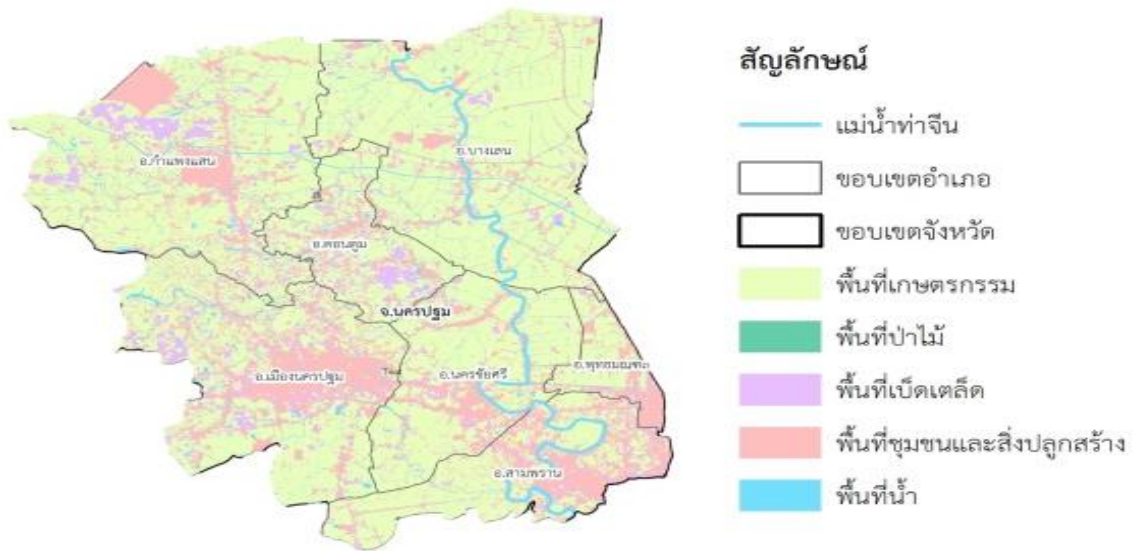 สัญลักษณ์
แม่น้ำท่าจีน
ขอบเขตอำเภอ
ขอบเขตจังหวัด
พื้นที่เกษตรกรรม
พื้นที่ป่าไม้
พื้นที่เบ็ดเตล็ด
พื้นที่ชุมชนและสิ่งปลูกสร้าง
พื้นที่น้ำ
อ.กำแพงแสน
อ.บางเลน
อ.ดอนตูม
จ.นครปฐม
อ.พุทธมณฑล
อ.เมืองนครปฐม
อ.นครชัยศรี
อ.สามพราน